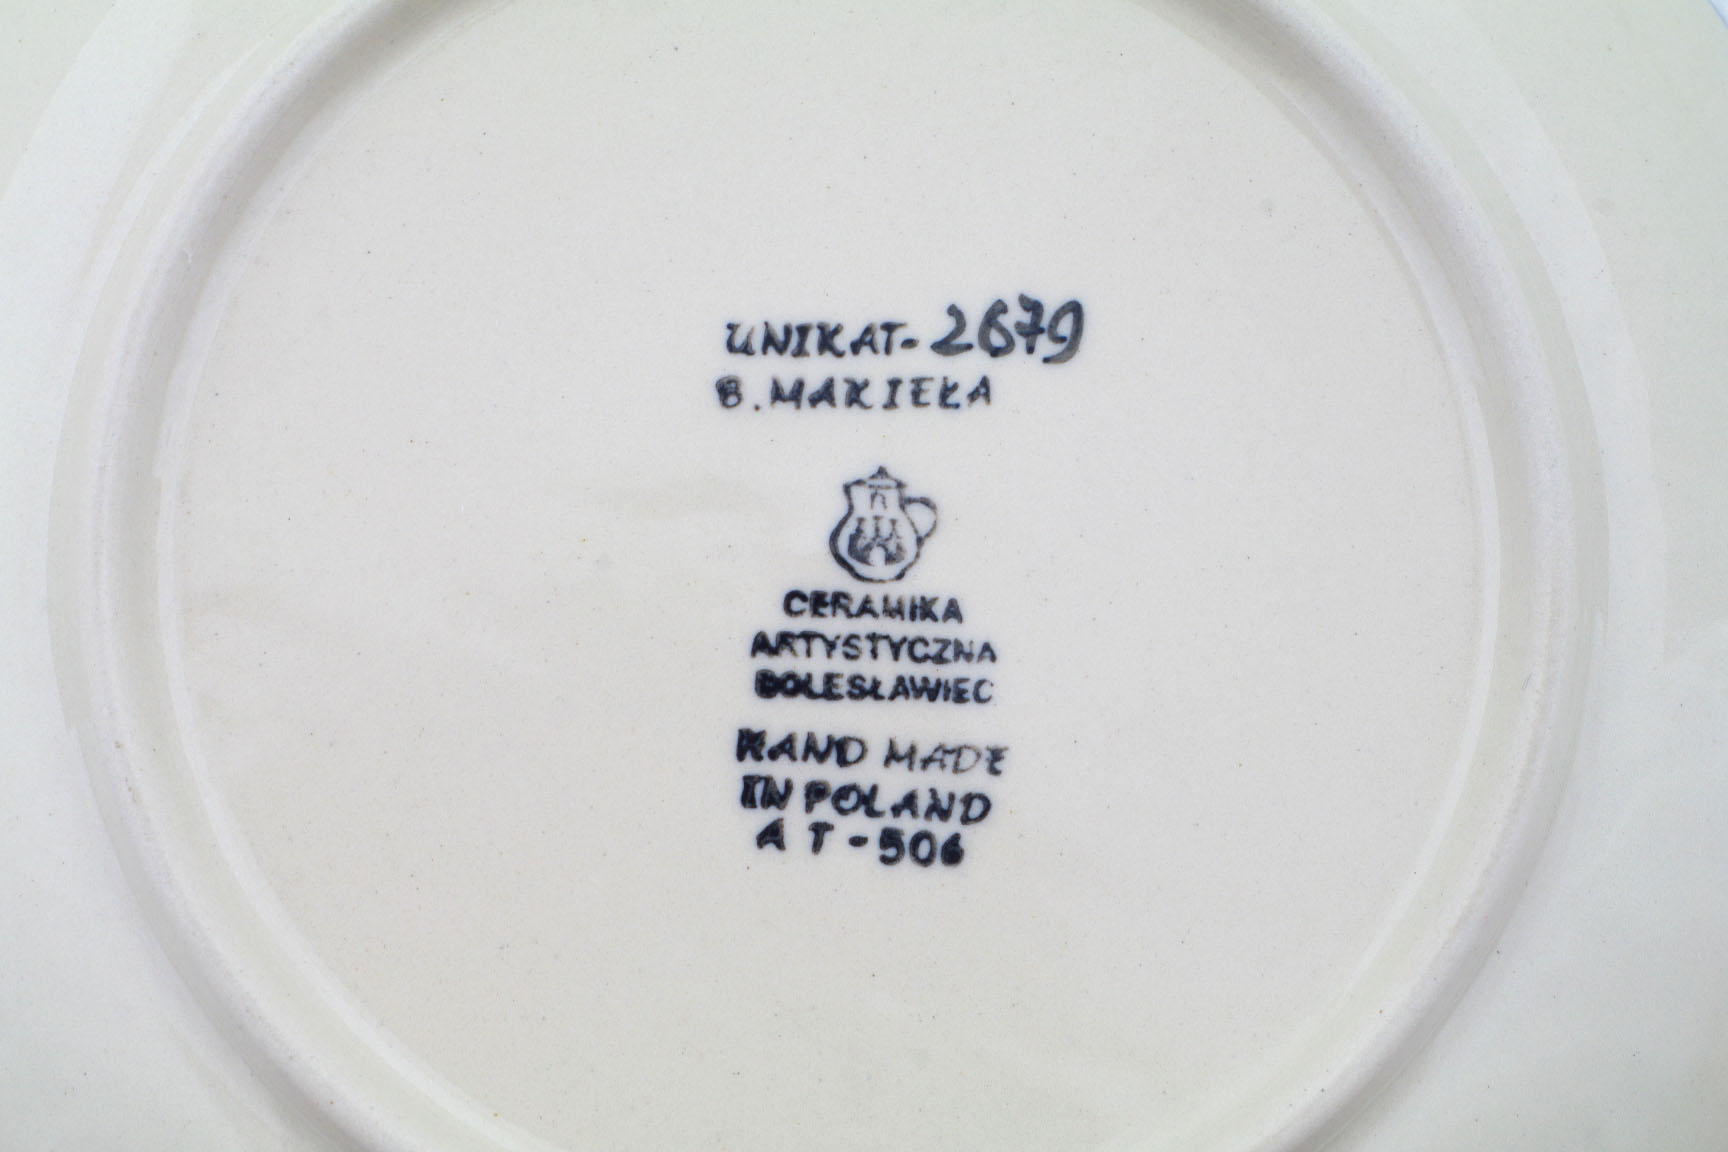 UNIKAT-2679
B. MAKIEŁA
CERAMIKA
ARTYSTYCZNA
BOLESŁAWIEC
HAND MADE
IN POLAND
AT-506